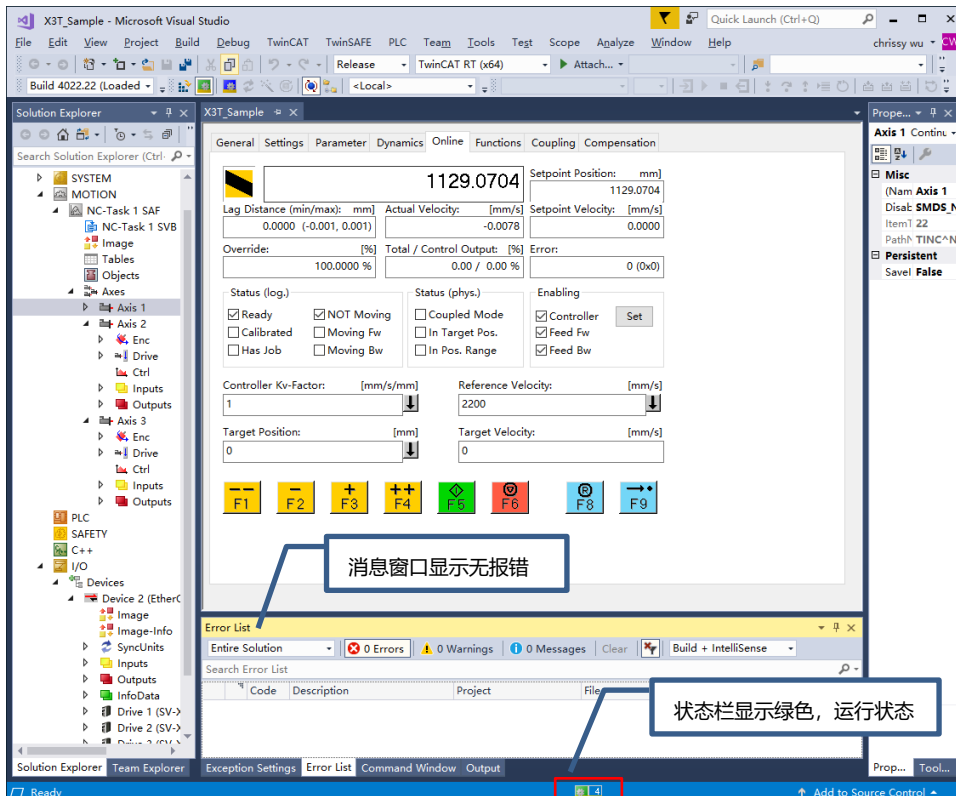 X3T_Sample - Microsoft Visual Studio
Quick Launch (Ctrl+Q)
File Edit View Project Build Debug TwinCAT TwinSAFE PLC Team Tools Test Scope Analyze Window Help
chrissy wu
CW
Release TwinCAT RT (x64) Attach...
Build 4022.22 (Loaded <Local>
Solution Explorer
Search Solution Explorer (Ctrl-
SYSTEM
MOTION
NC-Task 1 SAF
NC-Task 1 SVB
Image
Tables
Objects
Axes
Axis 1
Axis 2
Enc
Drive
Ctrl
Inputs
Outputs
Axis 3
Enc
Drive
Ctrl
Inputs
Outputs
PLC
SAFETY
C++
I/O
Devices
Device 2 (EtherC
Image
Image-Info
SyncUnits
Inputs
Outputs
InfoData
Drive 1 (SV-X
Drive 2 (SV-X
Solution Explorer Team Explorer
X3T_Sample
General Settings Parameter Dynamics Online Functions Coupling Compensation
1129.0704
Setpoint Position: mm]
1129.0704
Lag Distance (min/max): mm] Actual Velocity: [mm/s] Setpoint Velocity: [mm/s]
0.0000 (-0.001, 0.001) -0.0078 0.0000
Override: [%] Total / Control Output: [%] Error:
100.0000 % 0.00 / 0.00 % 0 (0x0)
Status (log.) Status (phys.) Enabling
Ready NOT Moving Coupled Mode Controller Set
Calibrated Moving Fw In Target Pos. Feed Fw
Has Job Moving Bw In Pos. Range Feed Bw
Controller Kv-Factor: [mm/s/mm] Reference Velocity: [mm/s]
1 2200
Target Position: [mm] Target Velocity: [mm/s]
0 0
-- - + ++
F1 F2 F3 F4 F5 F6 F8 F9
消息窗口显示无报错
Error List
Entire Solution 0 Errors 0 Warnings 0 Messages Clear Build + IntelliSense
Search Error List
Code Description Project File
状态栏显示绿色，运行状态
Exception Settings Error List Command Window Output
Prope...
Axis 1 Continu
Misc
(Nam Axis 1
Disab SMDS_N
ItemT 22
PathN TINC^N
Persistent
SaveI False
Prop... Tool...
Ready 4 Add to Source Control